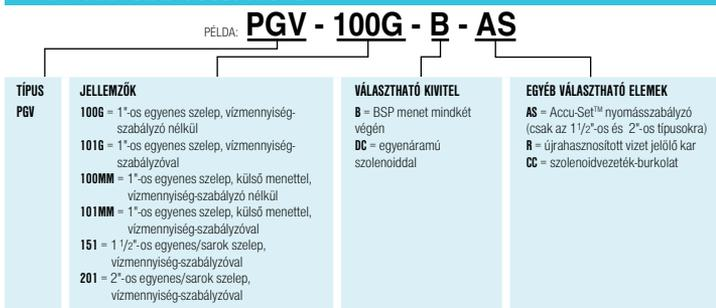 PÉLDA: PGV - 100G - B - AS
TÍPUS
PGV
JELLEMZŐK
100G = 1"-os egyenes szelep, vízmennyiség-
szabályzó nélkül
101G = 1"-os egyenes szelep, vízmennyiség-
szabályzóval
100MM = 1"-os egyenes szelep, külső menettel,
vízmennyiség-szabályzó nélkül
101MM = 1"-os egyenes szelep, külső menettel,
vízmennyiség-szabályzóval
151 = 1 1/2"-os egyenes/sarok szelep,
vízmennyiség-szabályzóval
201 = 2"-os egyenes/sarok szelep,
vízmennyiség-szabályzóval
VÁLASZTHATÓ KIVITEL
B = BSP menet mindkét
végén
DC = egyenáramú
szolenoiddal
EGYÉB VÁLASZTHATÓ ELEMEK
AS = Accu-Set™ nyomásszabályzó
(csak az 1 1/2"-os és 2"-os típusokra)
R = újrahasznosított vizet jelölő kar
CC = szolenoidvezeték-burkolat